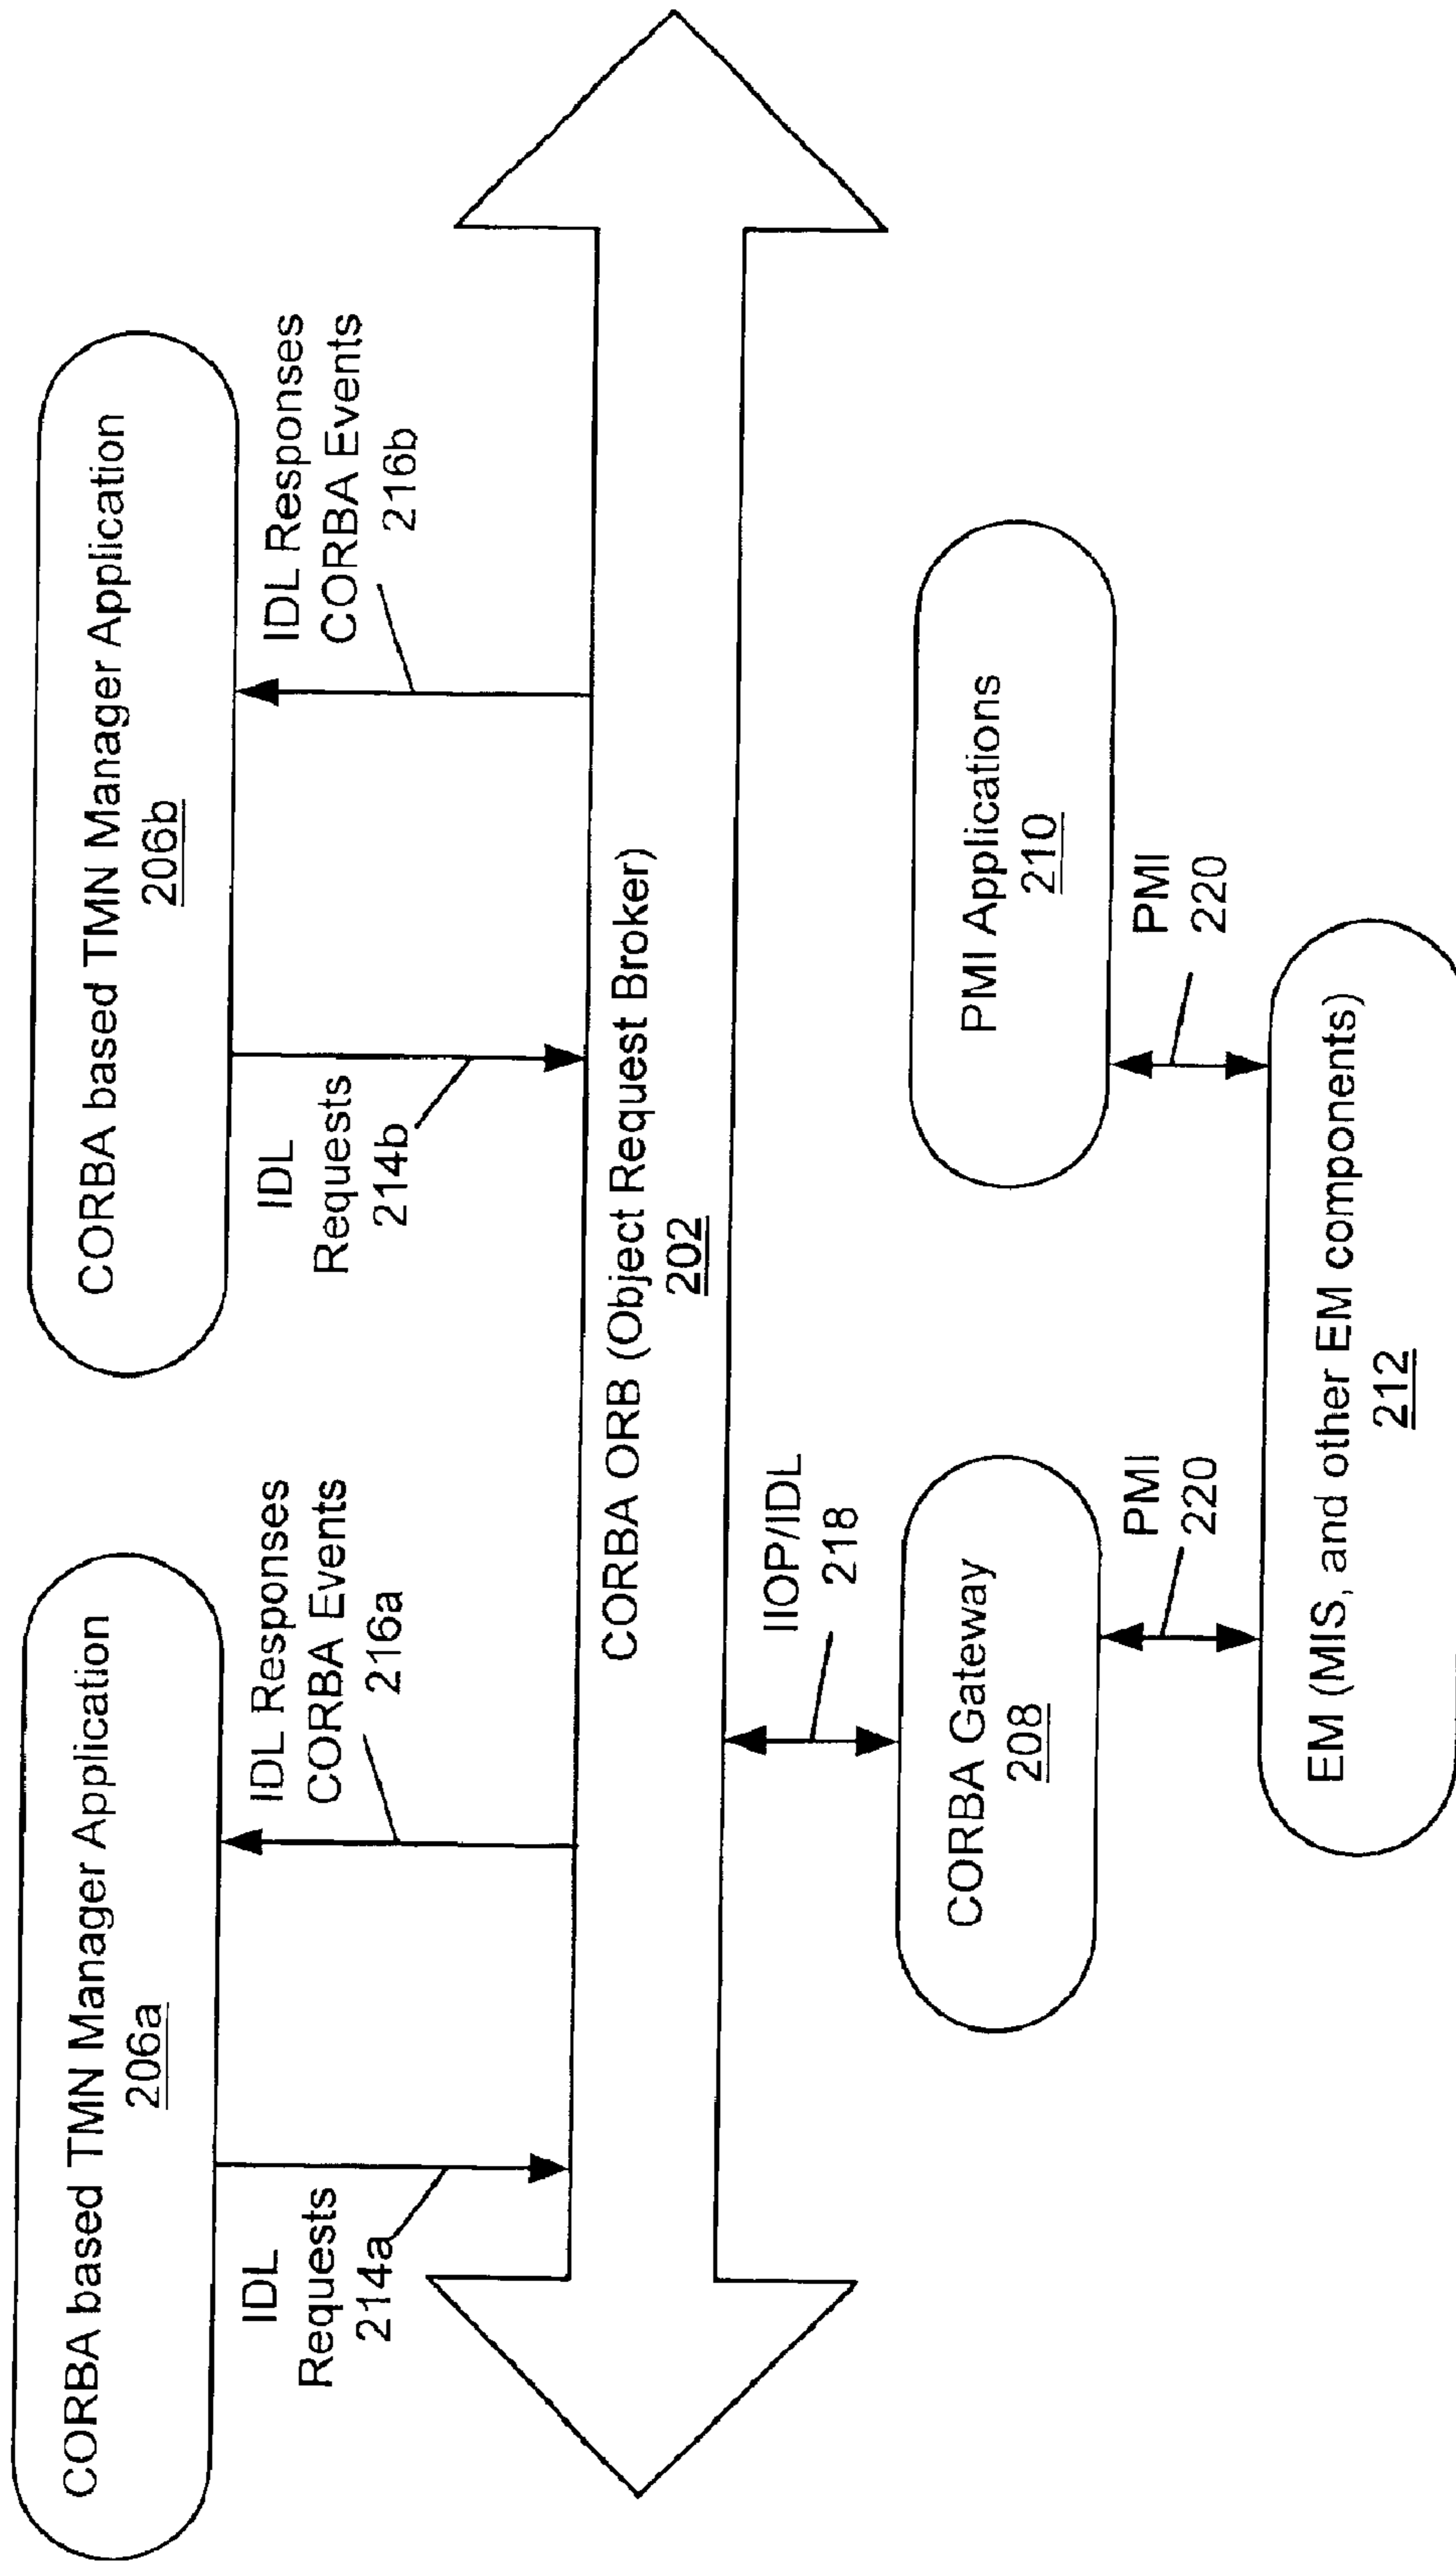 CORBA based TMN Manager Application
206a
CORBA based TMN Manager Application
206b
IDL
Requests
214a
IDL Responses
CORBA Events
216a
IDL
Requests
214b
IDL Responses
CORBA Events
216b
CORBA ORB (Object Request Broker)
202
IIOP/IDL
218
CORBA Gateway
208
PMI Applications
210
PMI
220
PMI
220
EM (MIS, and other EM components)
212